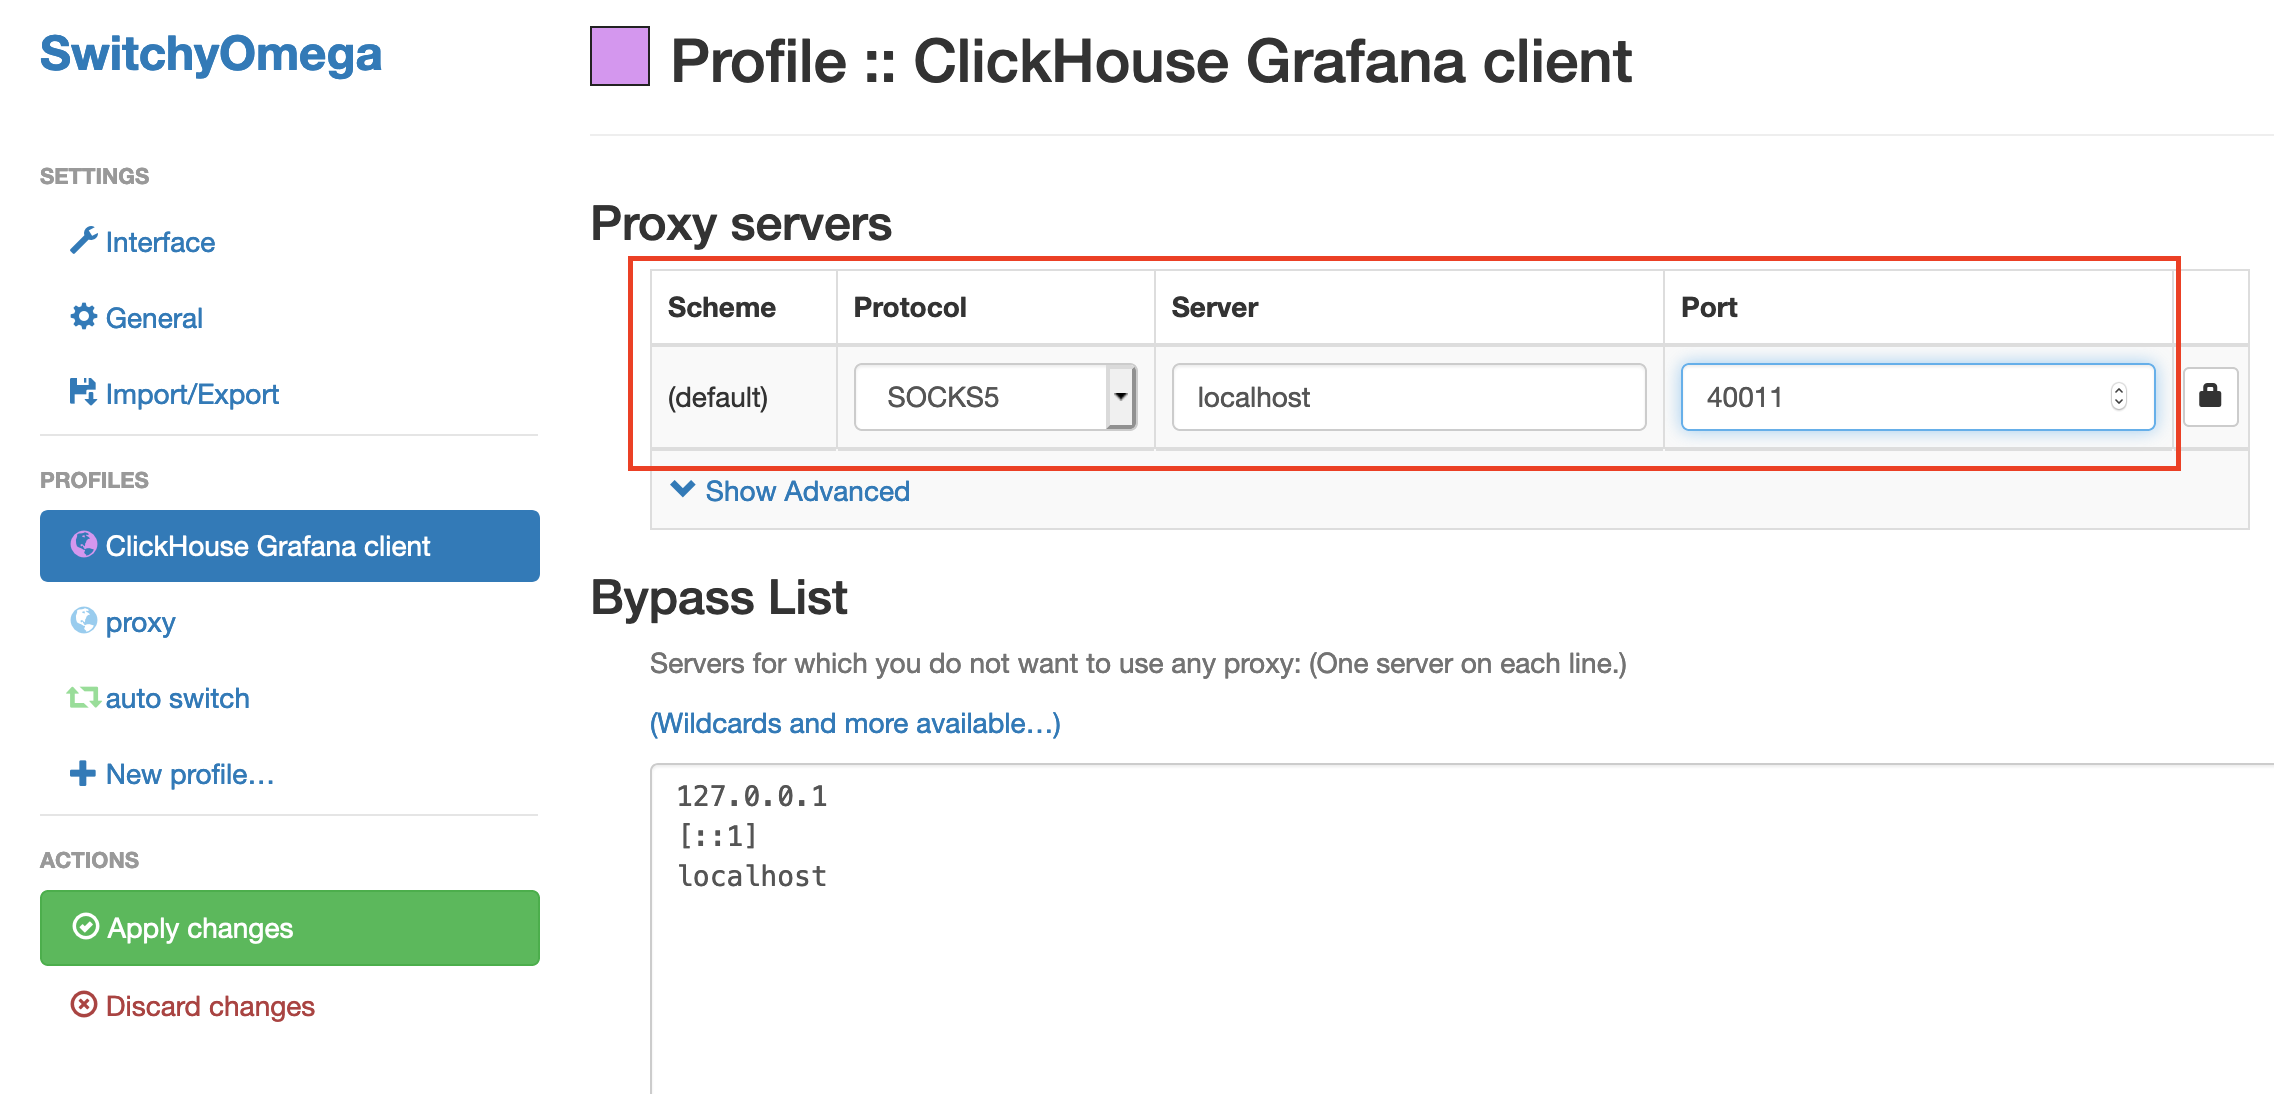 SwitchyOmega
SETTINGS
Interface
General
Import/Export
PROFILES
ClickHouse Grafana client
proxy
auto switch
New profile…
ACTIONS
Apply changes
Discard changes
Profile :: ClickHouse Grafana client
Proxy servers
Scheme Protocol Server Port
(default) SOCKS5 localhost 40011
Show Advanced
Bypass List
Servers for which you do not want to use any proxy: (One server on each line.)
(Wildcards and more available…)
127.0.0.1
[::1]
localhost